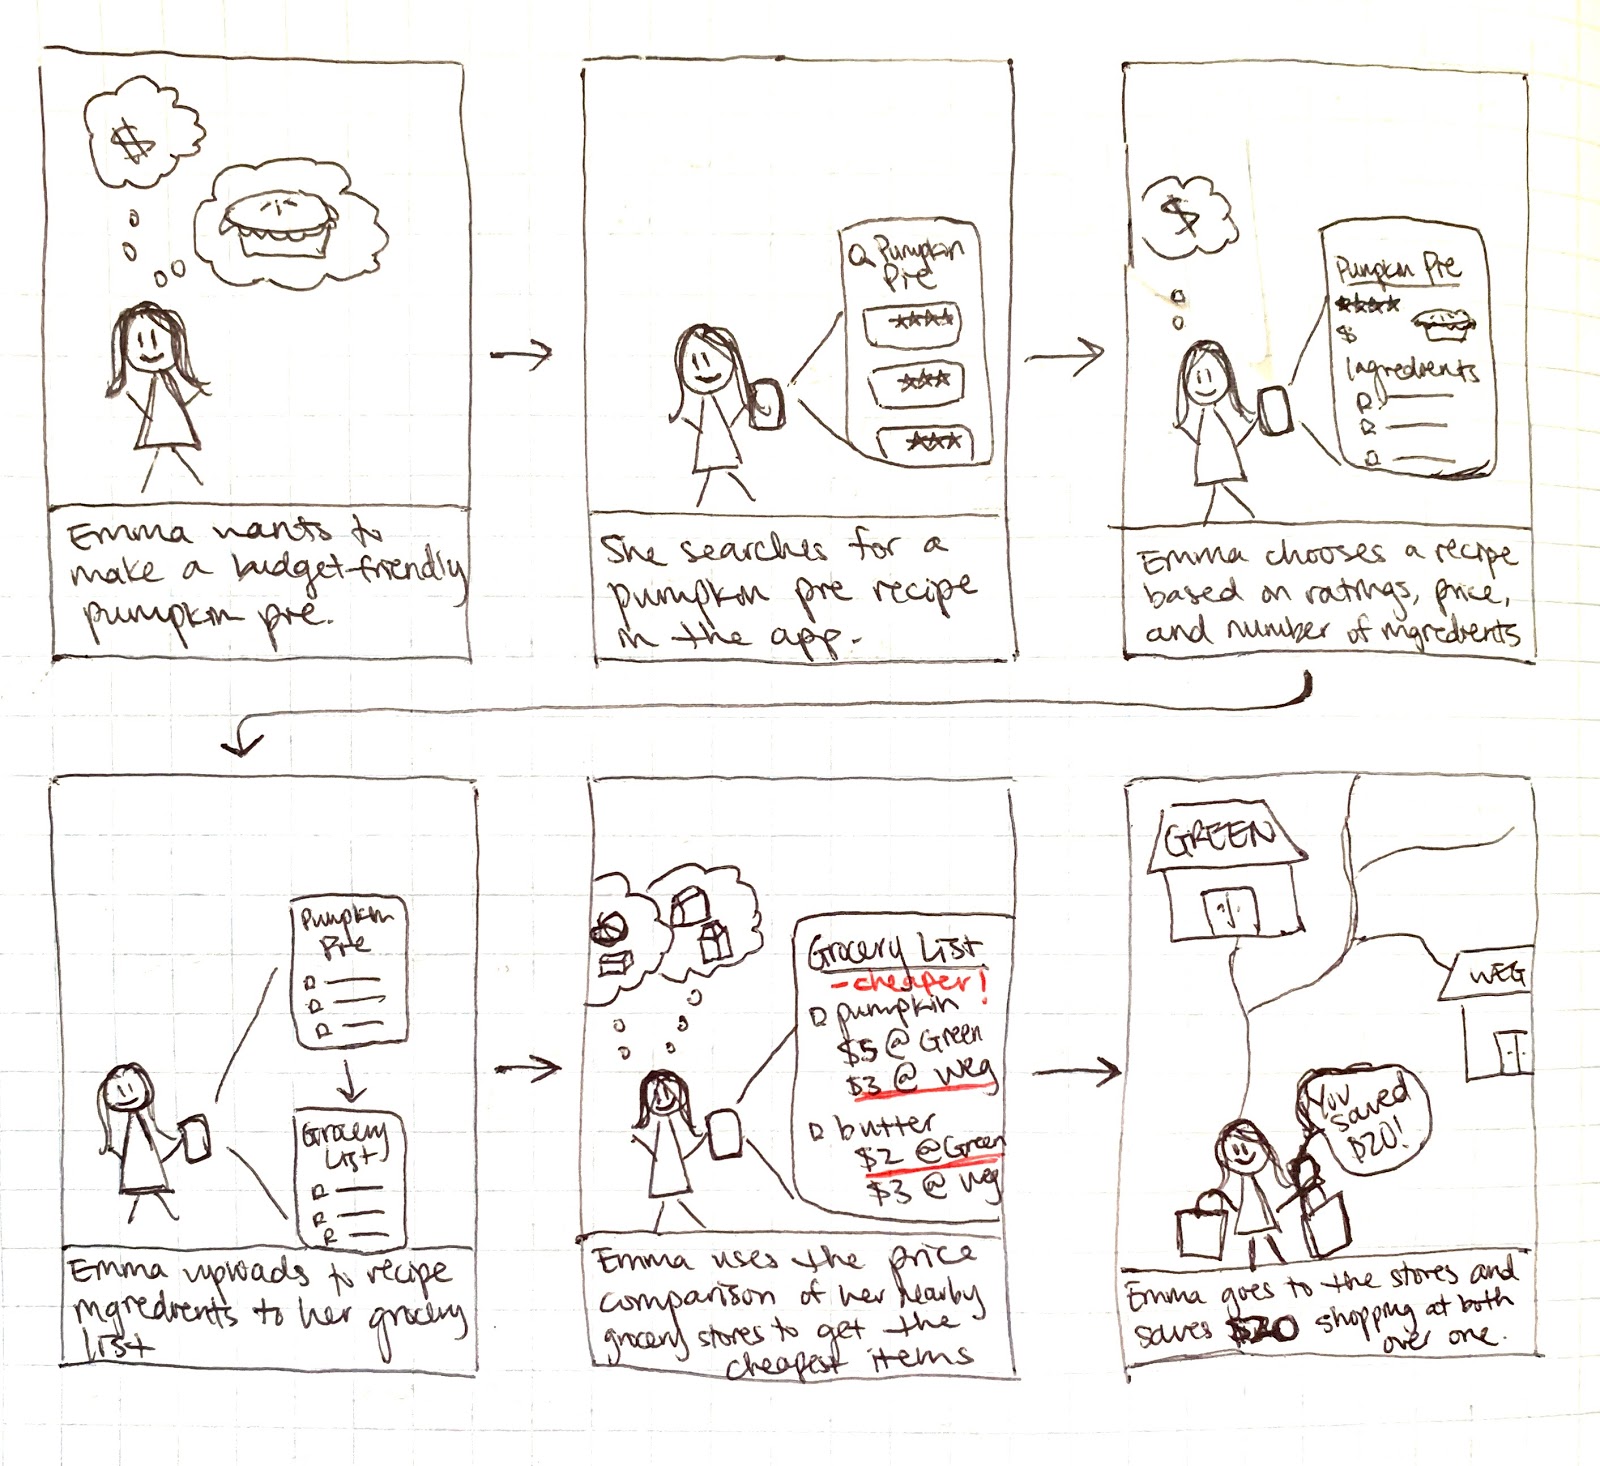 $
Emma wants to
make a budget-friendly
pumpkin pie.
Pumpkin
Pie
She searches for a
pumpkin pie recipe
in the app.
$
Pumpkin Pie
$
Ingredients
Emma chooses a recipe
based on ratings, price,
and number of ingredients
Pumpkin
Pie
Grocery
List
Emma uploads to recipe
ingredients to her grocery
list
Grocery List
-cheaper!
pumpkin
$5 @ Green
$3 @ Weg
butter
$2 @ Green
$3 @ Weg
Emma uses the price
comparison of her nearby
grocery stores to get the
cheapest items
GREEN
WEG
You
saved
$20!
Emma goes to the stores and
saves $20 shopping at both
over one.